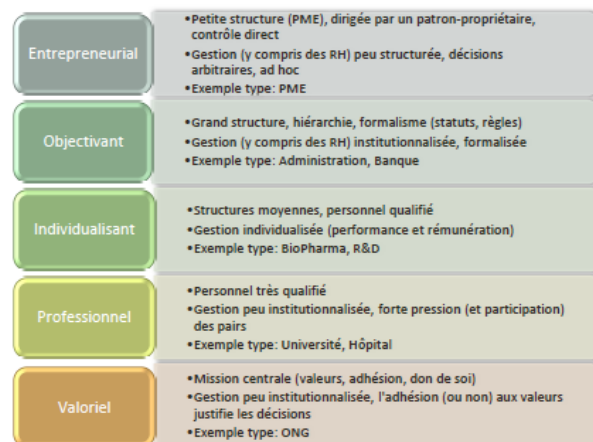 Entrepreneurial
•Petite structure (PME), dirigée par un patron-propriétaire,
contrôle direct
•Gestion (y compris des RH) peu structurée, décisions
arbitraires, ad hoc
•Exemple type: PME
Objectivant
•Grand structure, hiérarchie, formalisme (statuts, règles)
•Gestion (y compris des RH) institutionnalisée, formalisée
•Exemple type: Administration, Banque
Individualisant
•Structures moyennes, personnel qualifié
•Gestion individualisée (performance et rémunération)
•Exemple type: BioPharma, R&D
Professionnel
•Personnel très qualifié
•Gestion peu institutionnalisée, forte pression (et participation)
des pairs
•Exemple type: Université, Hôpital
Valoriel
•Mission centrale (valeurs, adhésion, don de soi)
•Gestion peu institutionnalisée, l'adhésion (ou non) aux valeurs
justifie les décisions
•Exemple type: ONG